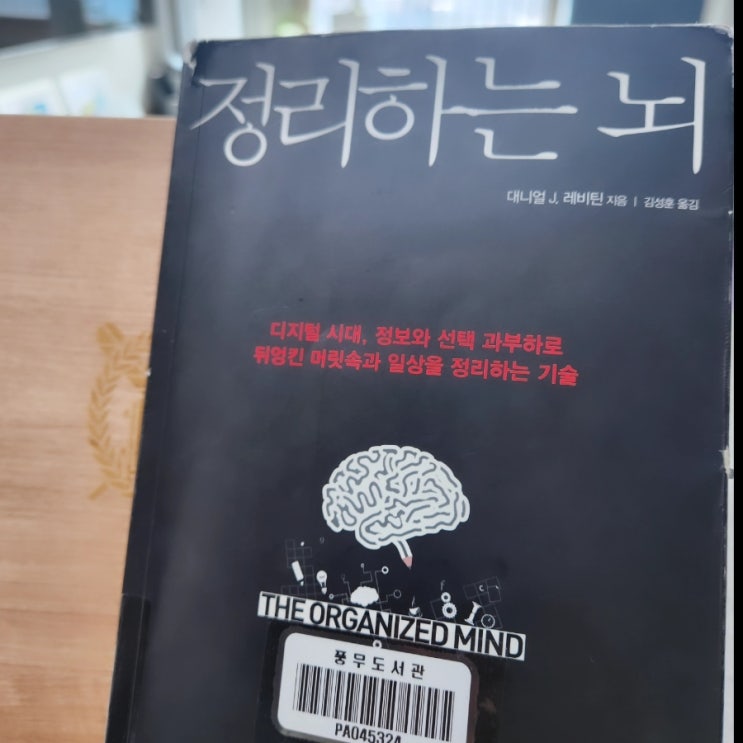 정리하는 뇌
대니얼 J. 레비틴 지음 | 김성훈 옮김
디지털 시대, 정보와 선택 과부하로
뒤엉킨 머릿속과 일상을 정리하는 기술
THE ORGANIZED MIND
풍무도서관
PA045324